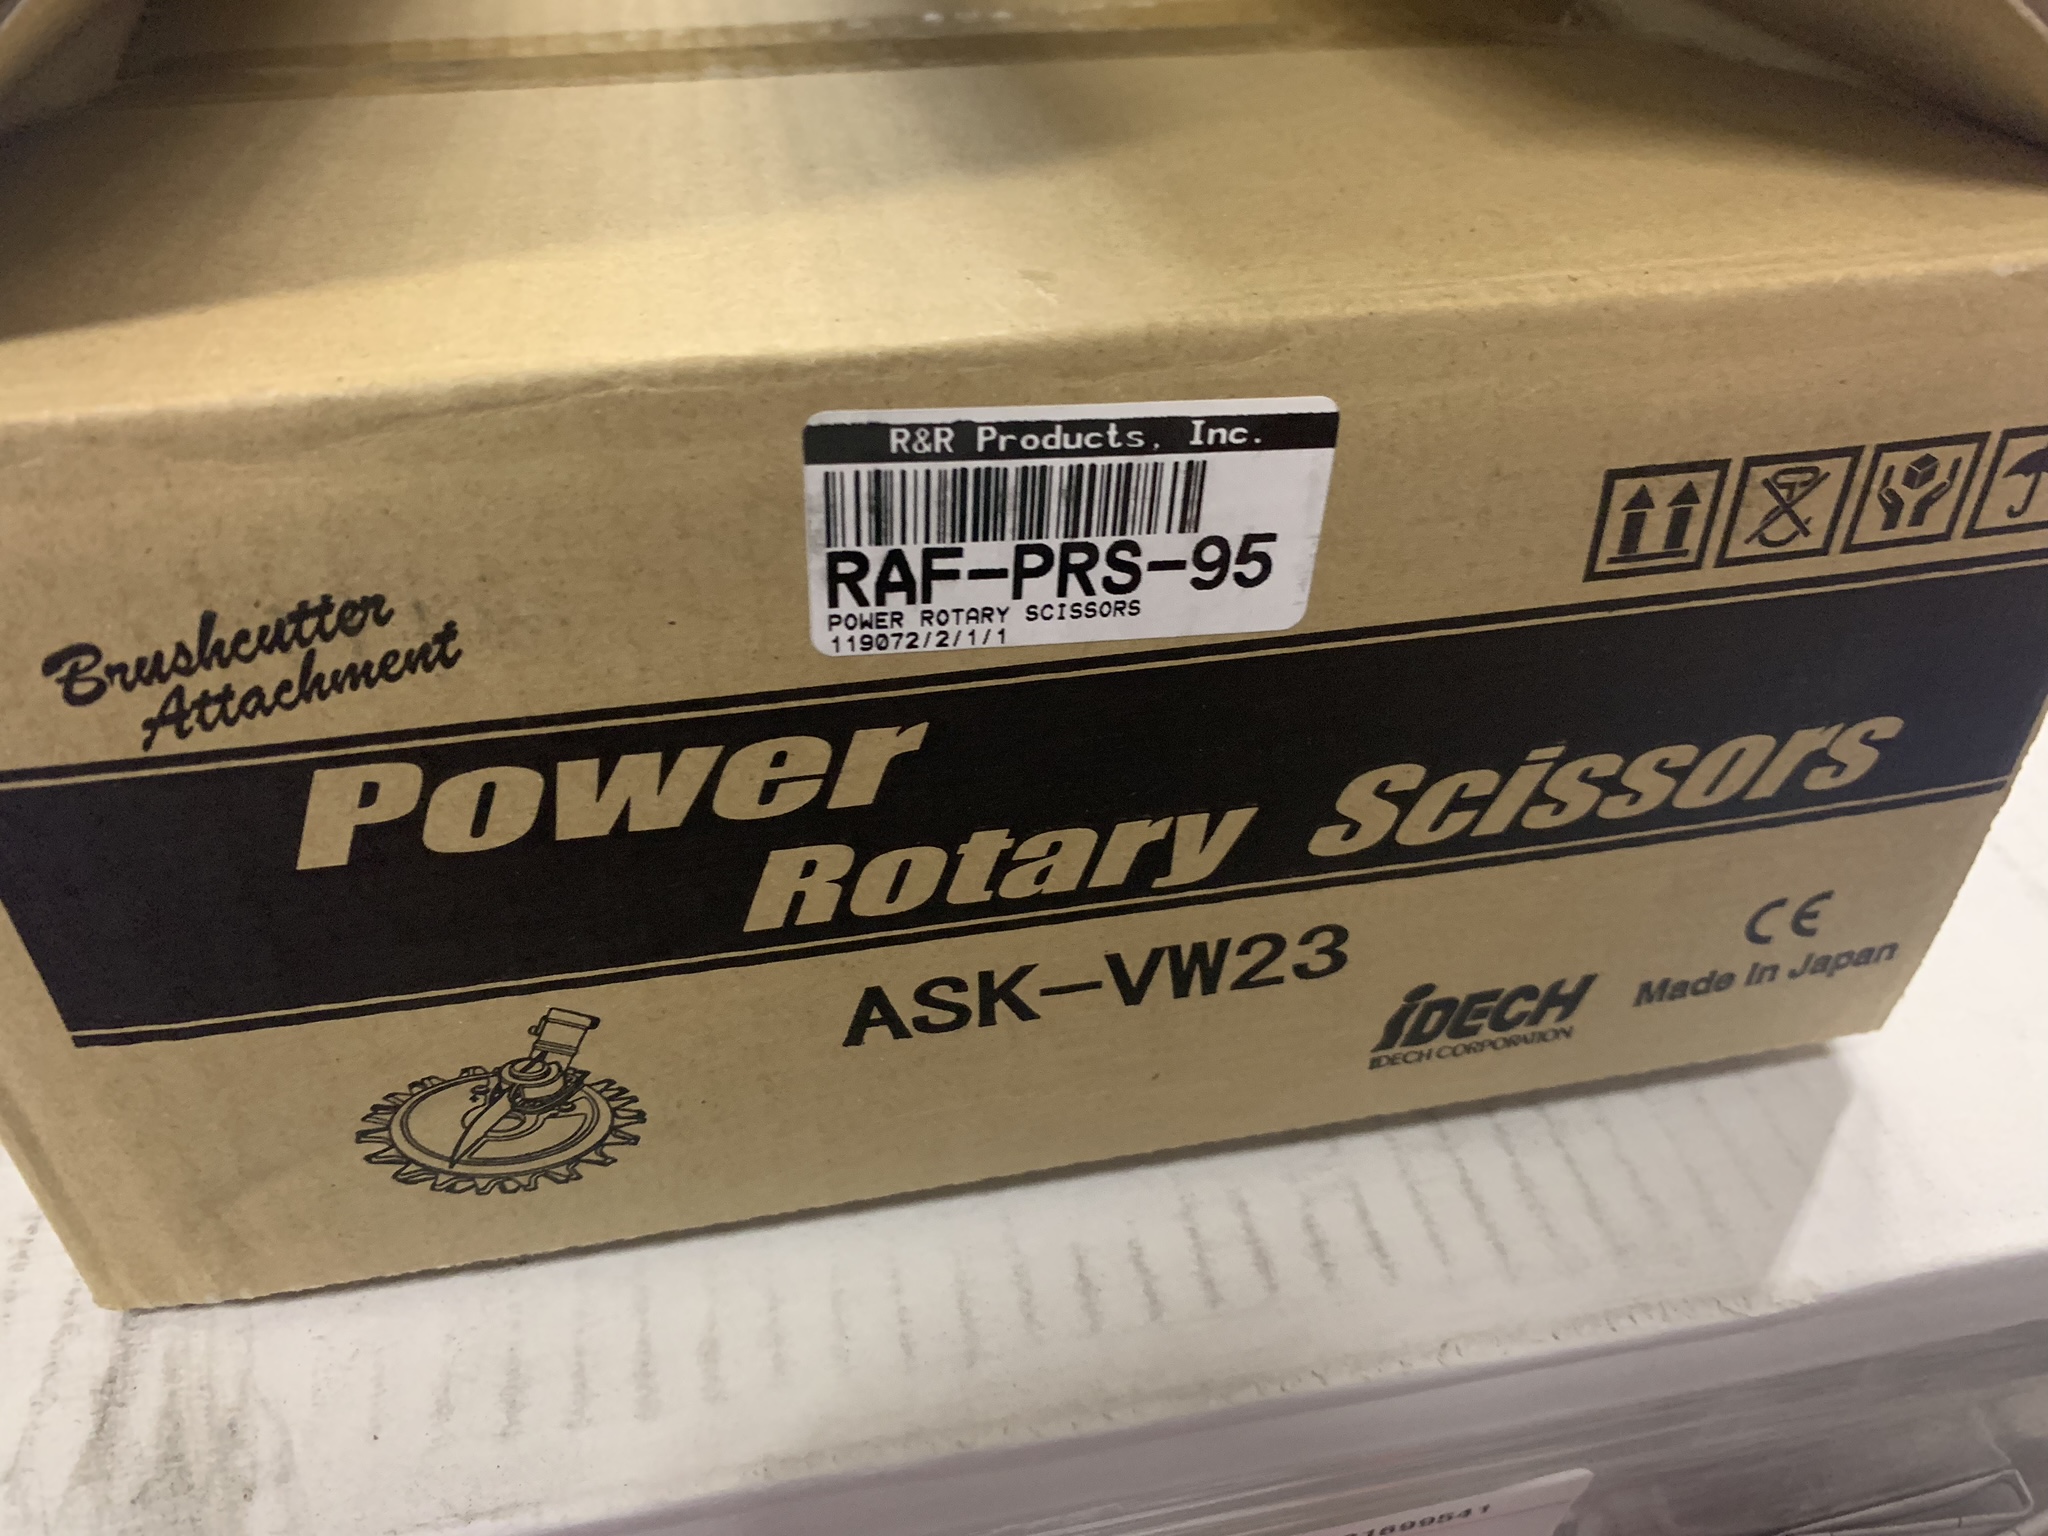 R&R Products, Inc.
RAF-PRS-95
POWER ROTARY SCISSORS
119072/2/1/1
Brushcutter
Attachment
Power
Rotary Scissors
ASK-VW23
iDECH
IDECH CORPORATION
CE
Made In Japan